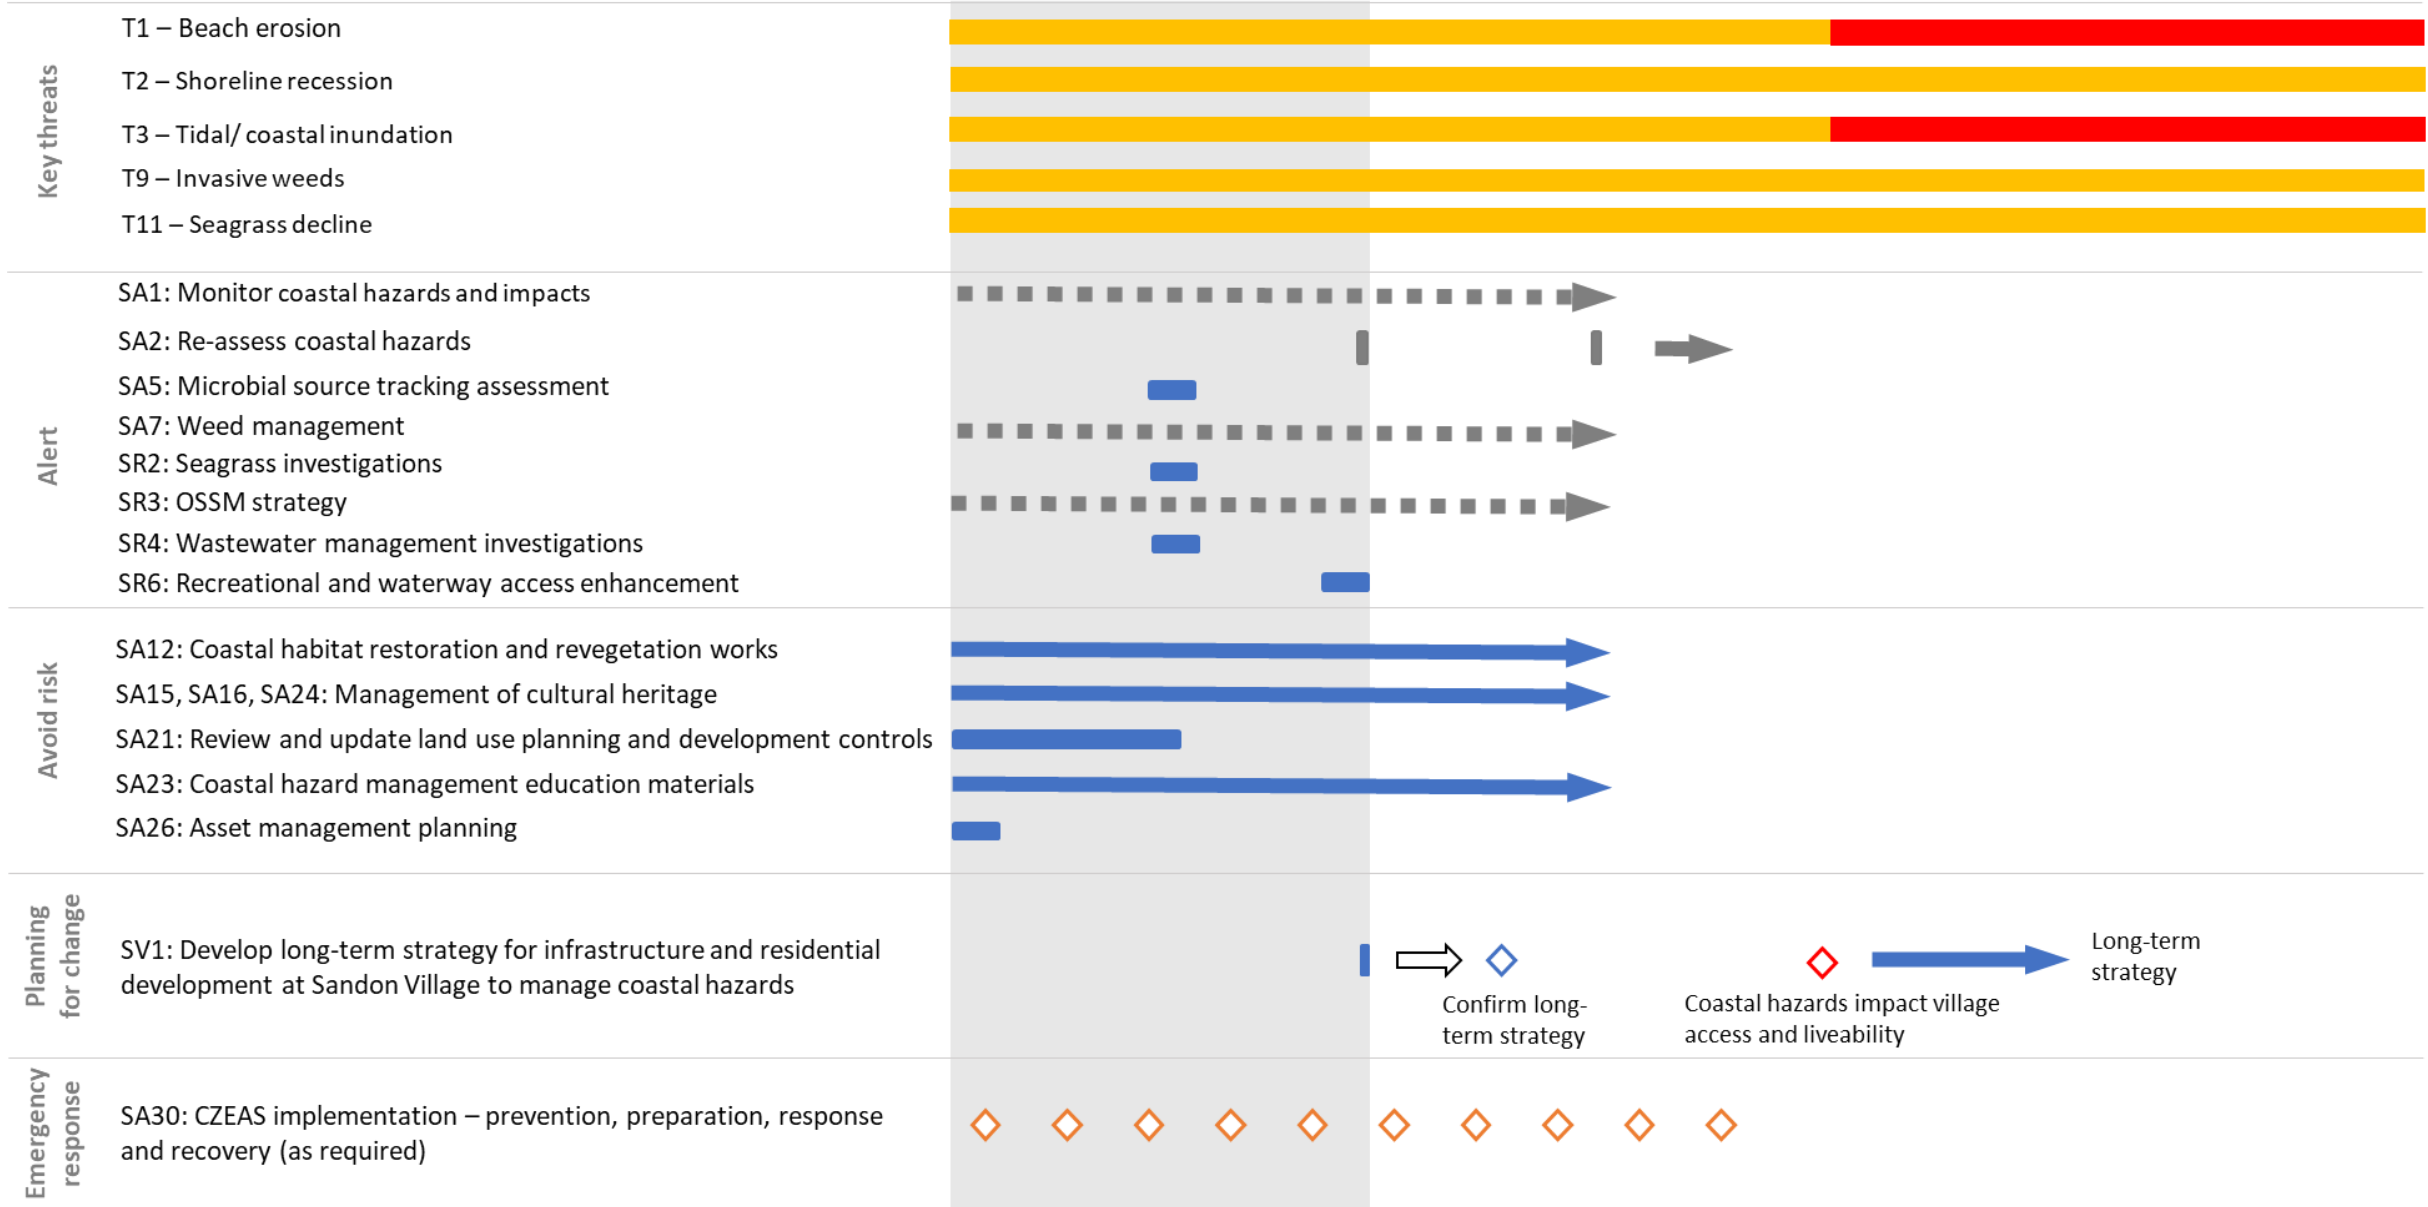 Key threats
T1 – Beach erosion
T2 – Shoreline recession
T3 – Tidal/ coastal inundation
T9 – Invasive weeds
T11 – Seagrass decline
Alert
SA1: Monitor coastal hazards and impacts
SA2: Re-assess coastal hazards
SA5: Microbial source tracking assessment
SA7: Weed management
SR2: Seagrass investigations
SR3: OSSM strategy
SR4: Wastewater management investigations
SR6: Recreational and waterway access enhancement
Avoid risk
SA12: Coastal habitat restoration and revegetation works
SA15, SA16, SA24: Management of cultural heritage
SA21: Review and update land use planning and development controls
SA23: Coastal hazard management education materials
SA26: Asset management planning
Planning
for change
SV1: Develop long-term strategy for infrastructure and residential
development at Sandon Village to manage coastal hazards
Confirm long-
term strategy
Coastal hazards impact village
access and liveability
Long-term
strategy
Emergency
response
SA30: CZEAS implementation – prevention, preparation, response
and recovery (as required)